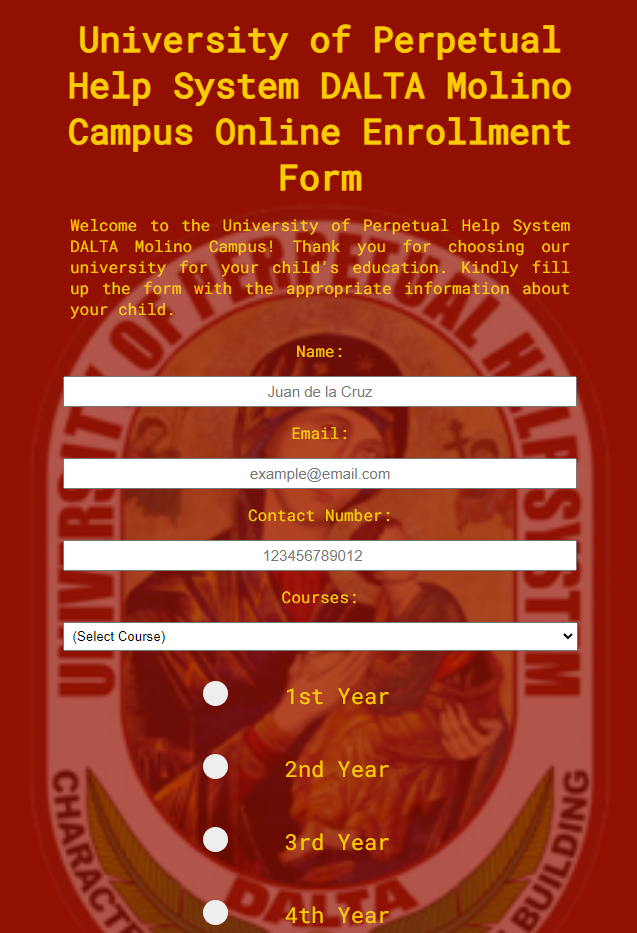 University of Perpetual
Help System DALTA Molino
Campus Online Enrollment
Form
Welcome to the University of Perpetual Help System
DALTA Molino Campus! Thank you for choosing our
university for your child's education. Kindly fill
up the form with the appropriate information about
your child.
Name:
Juan de la Cruz
Email:
example@email.com
Contact Number:
123456789012
Courses:
(Select Course)
1st Year
2nd Year
3rd Year
4th Year
UNIVERSITY OF PERPETUAL HELP SYSTEM
DALTA
CHARACTE
BUILDING